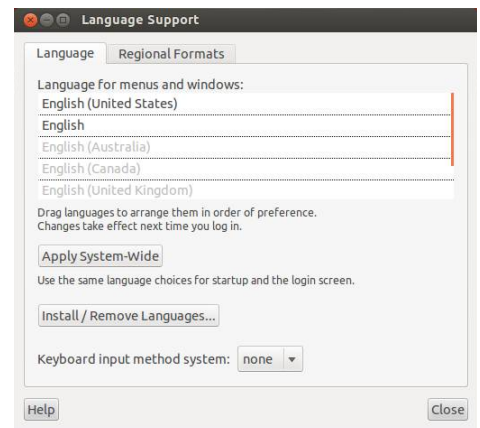 Language Support
Language Regional Formats
Language for menus and windows:
English (United States)
English
English (Australia)
English (Canada)
English (United Kingdom)
Drag languages to arrange them in order of preference.
Changes take effect next time you log in.
Apply System-Wide
Use the same language choices for startup and the login screen.
Install / Remove Languages...
Keyboard input method system: none
Help Close